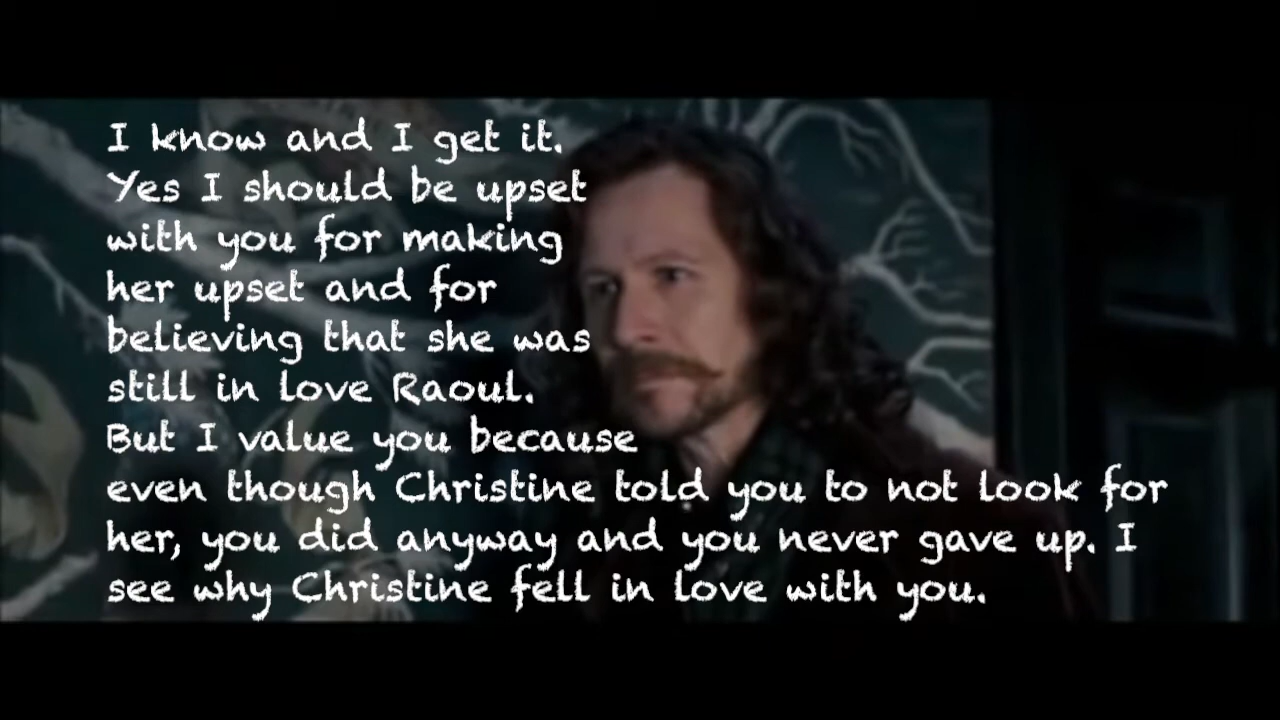 I know and I get it.
Yes I should be upset
with you for making
her upset and for
believing that she was
still in love Raoul.
But I value you because
even though Christine told you to not look for
her, you did anyway and you never gave up. I
see why Christine fell in love with you.